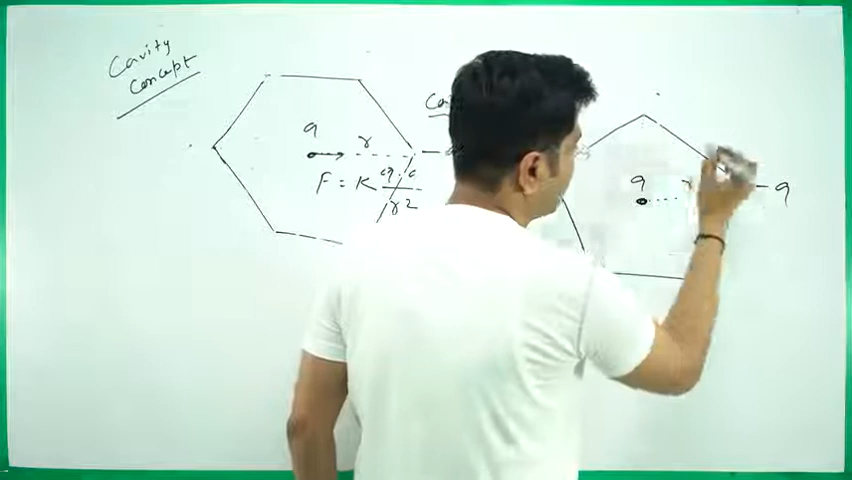 Cavity
Concept
q
r
F = K q.q / r2
q
r
-q